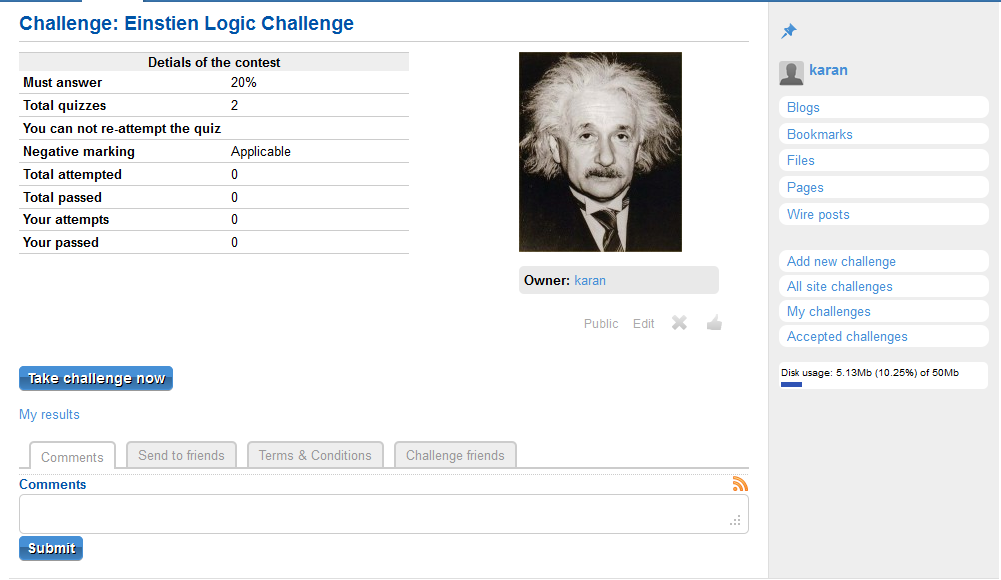 Challenge: Einstien Logic Challenge
Detials of the contest
Must answer 20%
Total quizzes 2
You can not re-attempt the quiz
Negative marking Applicable
Total attempted 0
Total passed 0
Your attempts 0
Your passed 0
Owner: karan
Public Edit
Take challenge now
My results
Comments Send to friends Terms & Conditions Challenge friends
Comments
Submit
karan
Blogs
Bookmarks
Files
Pages
Wire posts
Add new challenge
All site challenges
My challenges
Accepted challenges
Disk usage: 5.13Mb (10.25%) of 50Mb